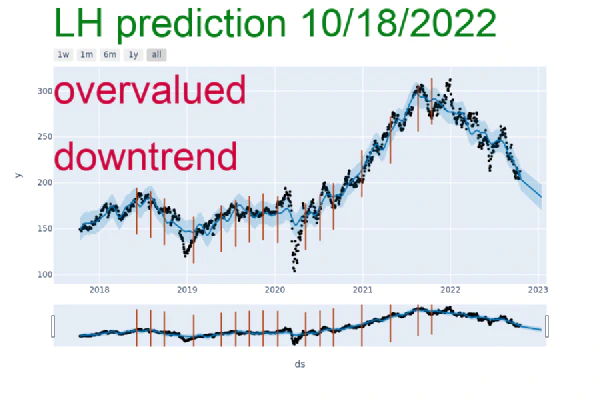 LH prediction 10/18/2022
1w 1m 6m 1y all
overvalued
downtrend
300
250
200
150
100
y
2018 2019 2020 2021 2022 2023
ds